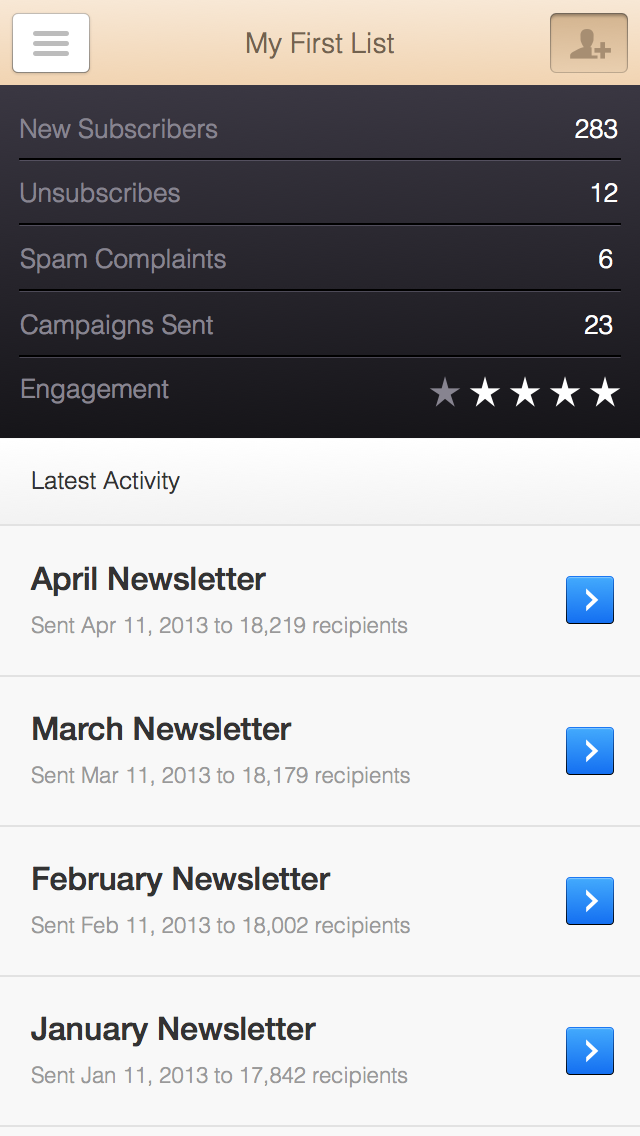 My First List
New Subscribers 283
Unsubscribes 12
Spam Complaints 6
Campaigns Sent 23
Engagement
Latest Activity
April Newsletter
Sent Apr 11, 2013 to 18,219 recipients
March Newsletter
Sent Mar 11, 2013 to 18,179 recipients
February Newsletter
Sent Feb 11, 2013 to 18,002 recipients
January Newsletter
Sent Jan 11, 2013 to 17,842 recipients